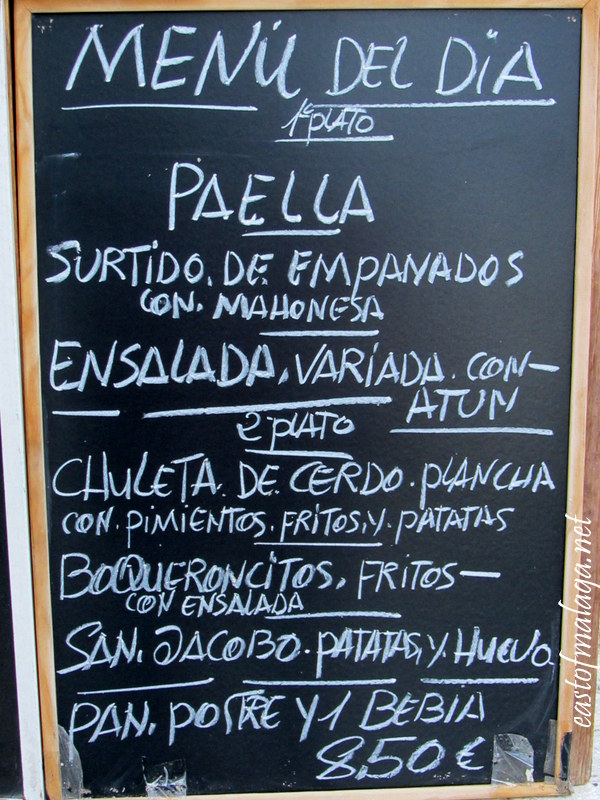 MENÚ DEL DÍA
1º PLATO
PAELLA
SURTIDO. DE EMPANADOS
CON. MAHONESA
ENSALADA. VARIADA. CON—
ATUN
2 PLATO
CHULETA. DE CERDO. PLANCHA
CON. PIMIENTOS. FRITOS, Y. PATATAS
BOQUERONCITOS. FRITOS—
CON ENSALADA
SAN. JACOBO. PATATAS, Y. HUEVO
PAN. POSTRE Y 1 BEBIA
8,50 €
eastofmalaga.net